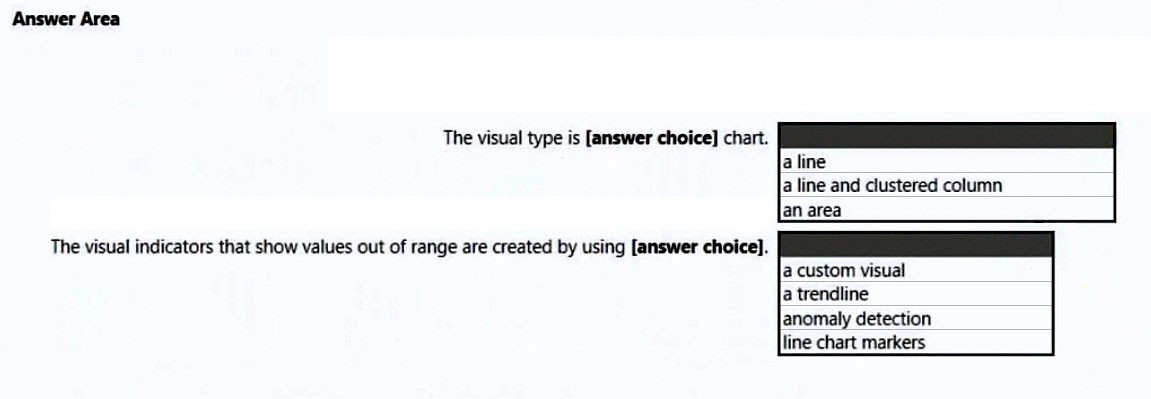 Answer Area
The visual type is [answer choice] chart.
a line
a line and clustered column
an area
The visual indicators that show values out of range are created by using [answer choice].
a custom visual
a trendline
anomaly detection
line chart markers